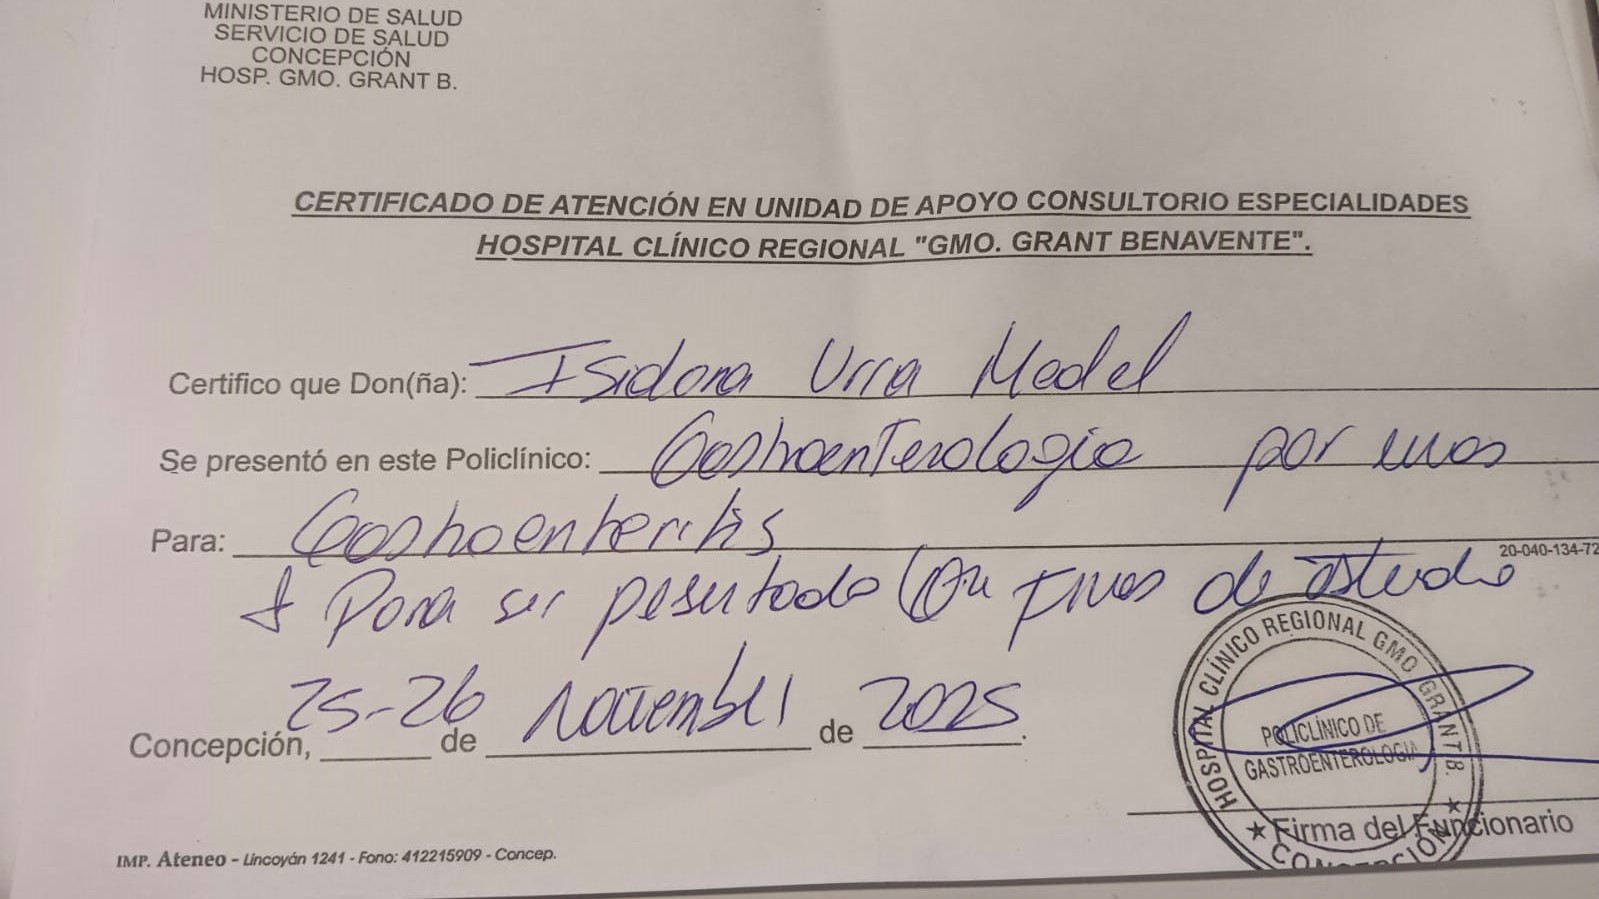 MINISTERIO DE SALUD
SERVICIO DE SALUD
CONCEPCIÓN
HOSP. GMO. GRANT B.
CERTIFICADO DE ATENCIÓN EN UNIDAD DE APOYO CONSULTORIO ESPECIALIDADES
HOSPITAL CLÍNICO REGIONAL "GMO. GRANT BENAVENTE".
Certifico que Don(ña): Isidora Urra Medel
Se presentó en este Policlínico: Gastroenterologia por
Para: Gastroenteritis
20-040-134-72
Para ser presentado con fines de estudio
Concepción, 25-26 de noviembre de 2025.
HOSPITAL CLÍNICO REGIONAL GMO GRANT B.
POLICLÍNICO DE
GASTROENTEROLOGIA
★ Firma del Funcionario ★
CONCEPCIÓN
IMP. Ateneo - Lincoyán 1241 - Fono: 412215909 - Concep.